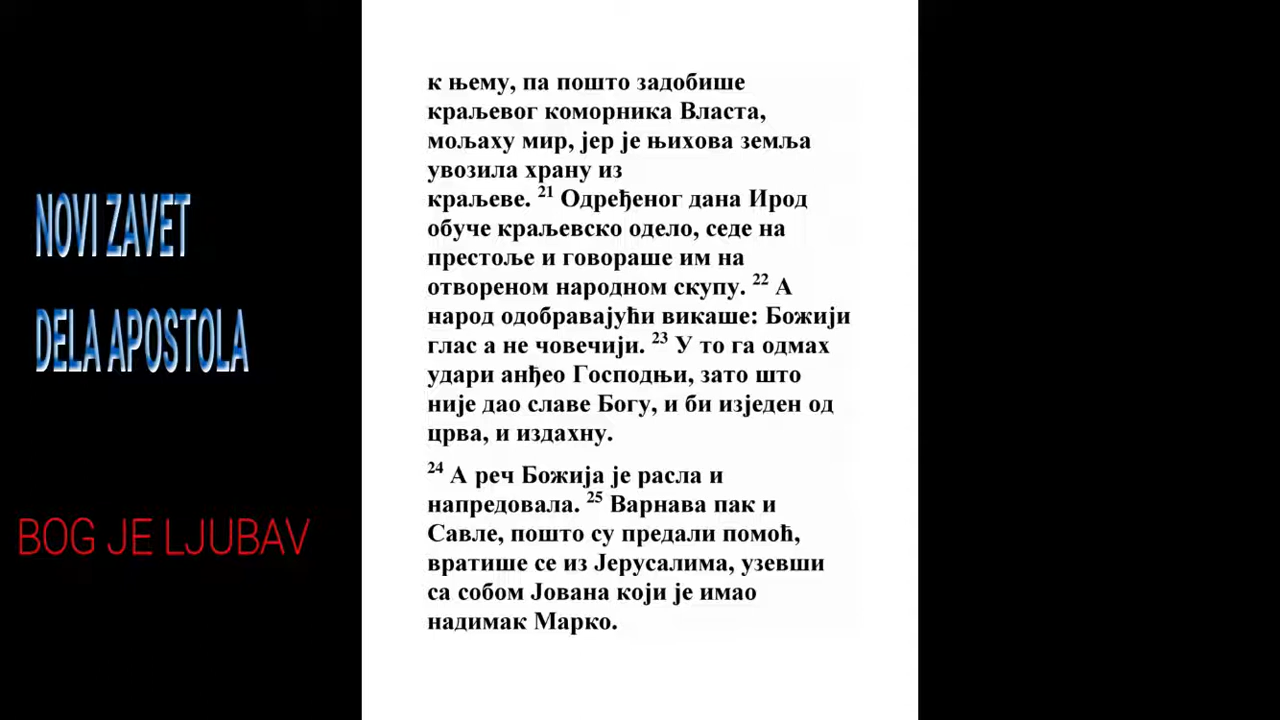 NOVI ZAVET
DELA APOSTOLA
BOG JE LJUBAV
к њему, па пошто задобише
краљевог коморника Власта,
мољаху мир, јер је њихова земља
увозила храну из
краљеве. 21 Одређеног дана Ирод
обуче краљевско одело, седе на
престоље и говораше им на
отвореном народном скупу. 22 А
народ одобравајући викаше: Божији
глас а не човечији. 23 У то га одмах
удари анђео Господњи, зато што
није дао славе Богу, и би изједен од
црва, и издахну.
24 А реч Божија је расла и
напредовала. 25 Варнава пак и
Савле, пошто су предали помоћ,
вратише се из Јерусалима, узевши
са собом Јована који је имао
надимак Марко.